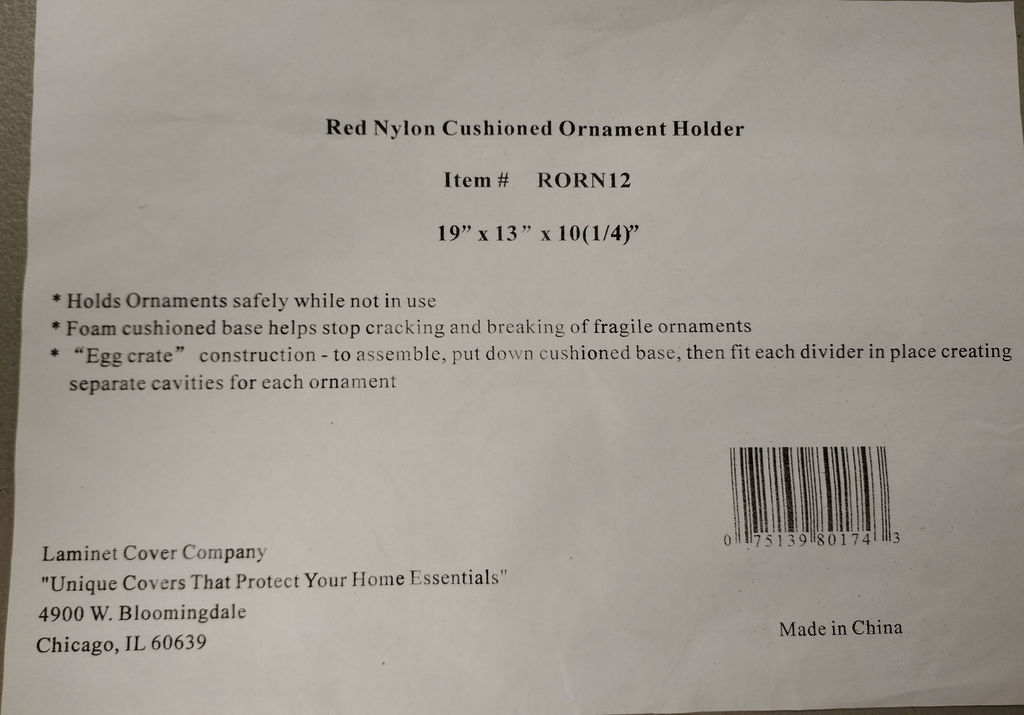 Red Nylon Cushioned Ornament Holder
Item # RORN12
19” x 13” x 10(1/4)”
* Holds Ornaments safely while not in use
* Foam cushioned base helps stop cracking and breaking of fragile ornaments
* “Egg crate” construction - to assemble, put down cushioned base, then fit each divider in place creating
separate cavities for each ornament
0 75139 80174 3
Laminet Cover Company
"Unique Covers That Protect Your Home Essentials"
4900 W. Bloomingdale
Chicago, IL 60639
Made in China